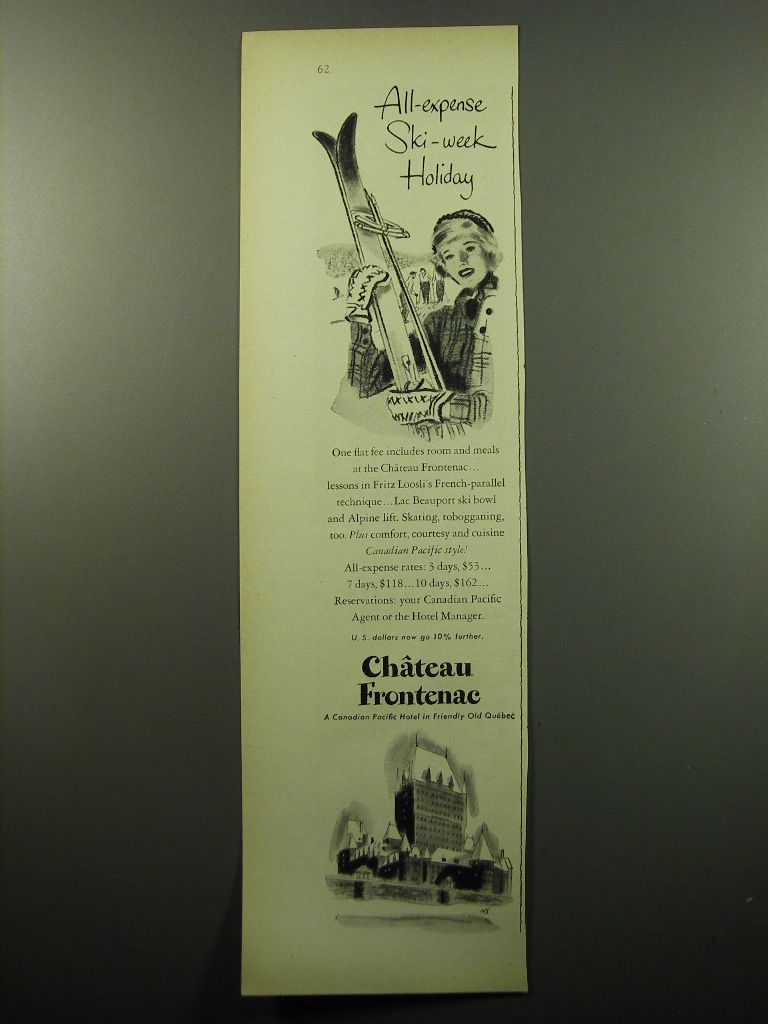 62
All-expense
Ski-week
Holiday
One flat fee includes room and meals
at the Château Frontenac...
lessons in Fritz Loosli's French-parallel
technique...Lac Beauport ski bowl
and Alpine lift. Skating, tobogganing,
too. Plus comfort, courtesy and cuisine
Canadian Pacific style!
All-expense rates: 3 days, $53...
7 days, $118...10 days, $162...
Reservations: your Canadian Pacific
Agent or the Hotel Manager.
U. S. dollars now go 10% further.
Château
Frontenac
A Canadian Pacific Hotel in Friendly Old Québec